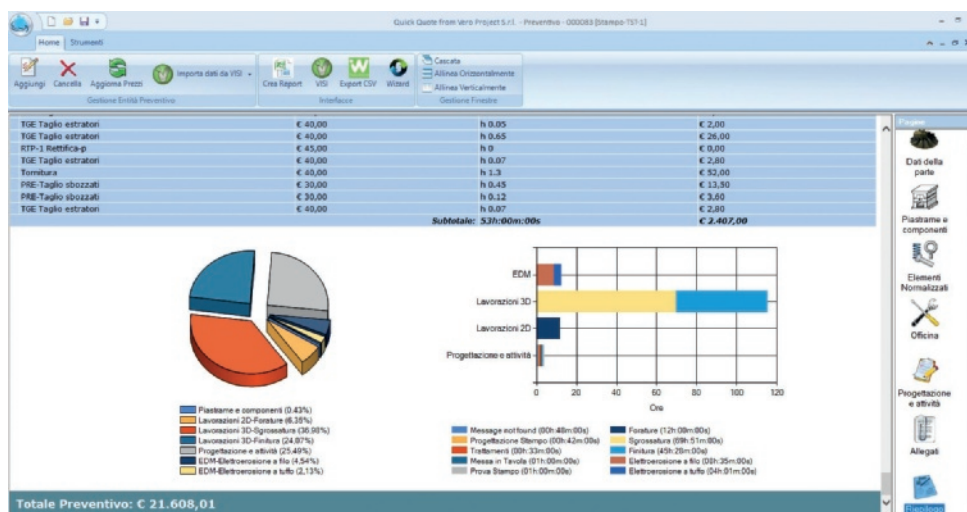 Quick Quote from Vero Project S.r.l. - Preventivo - 000083 [Stampo-TST-1]
Home Strumenti
Aggiungi Cancella Aggiorna Prezzi Importa dati da VISI Crea Report VISI Export CSV Wizard
Cascata
Allinea Orizzontalmente
Allinea Verticalmente
Gestione Entità Preventivo Interfacce Gestione Finestre
TGE Taglio estratori € 40,00 h 0.05 € 2,00
TGE Taglio estratori € 40,00 h 0.65 € 26,00
RTP-1 Rettifica-p € 45,00 h 0 € 0,00
TGE Taglio estratori € 40,00 h 0.07 € 2,80
Tornitura € 40,00 h 1.3 € 52,00
PRE-Taglio sbozzati € 30,00 h 0.45 € 13,50
PRE-Taglio sbozzati € 30,00 h 0.12 € 3,60
TGE Taglio estratori € 40,00 h 0.07 € 2,80
Subtotale: 53h:00m:00s € 2.407,00
EDM
Lavorazioni 3D
Lavorazioni 2D
Progettazione e attività
0 20 40 60 80 100 120
Ore
Piastrame e componenti (0.43%)
Lavorazioni 2D-Forature (6,35%)
Lavorazioni 3D-Sgrossatura (36,98%)
Lavorazioni 3D-Finitura (24,07%)
Progettazione e attività (25,49%)
EDM-Elettroerosione a filo (4,54%)
EDM-Elettroerosione a tuffo (2,13%)
Message not found (00h:48m:00s)
Progettazione Stampo (00h:42m:00s)
Trattamenti (00h:33m:00s)
Messa in Tavola (01h:00m:00s)
Prova Stampo (01h:00m:00s)
Forature (12h:00m:00s)
Sgrossatura (69h:51m:00s)
Finitura (45h:28m:00s)
Elettroerosione a filo (08h:35m:00s)
Elettroerosione a tuffo (04h:01m:00s)
Totale Preventivo: € 21.608,01
Pagine
Dati della
parte
Piastrame e
componenti
Elementi
Normalizzati
Officina
Progettazione
e attività
Allegati
Riepilogo